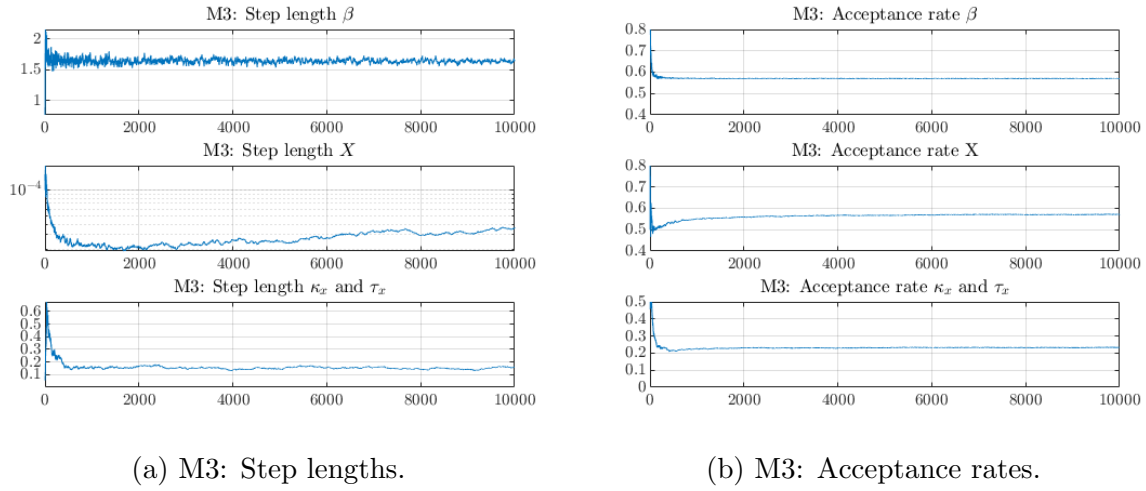 M3: Step length β
2
1.5
1
0 2000 4000 6000 8000 10000
M3: Step length X
10⁻⁴
0 2000 4000 6000 8000 10000
M3: Step length κₓ and τₓ
0.6
0.5
0.4
0.3
0.2
0.1
0 2000 4000 6000 8000 10000
(a) M3: Step lengths.
M3: Acceptance rate β
0.8
0.7
0.6
0.5
0.4
0 2000 4000 6000 8000 10000
M3: Acceptance rate X
0.8
0.7
0.6
0.5
0.4
0 2000 4000 6000 8000 10000
M3: Acceptance rate κₓ and τₓ
0.5
0.4
0.3
0.2
0.1
0
0 2000 4000 6000 8000 10000
(b) M3: Acceptance rates.